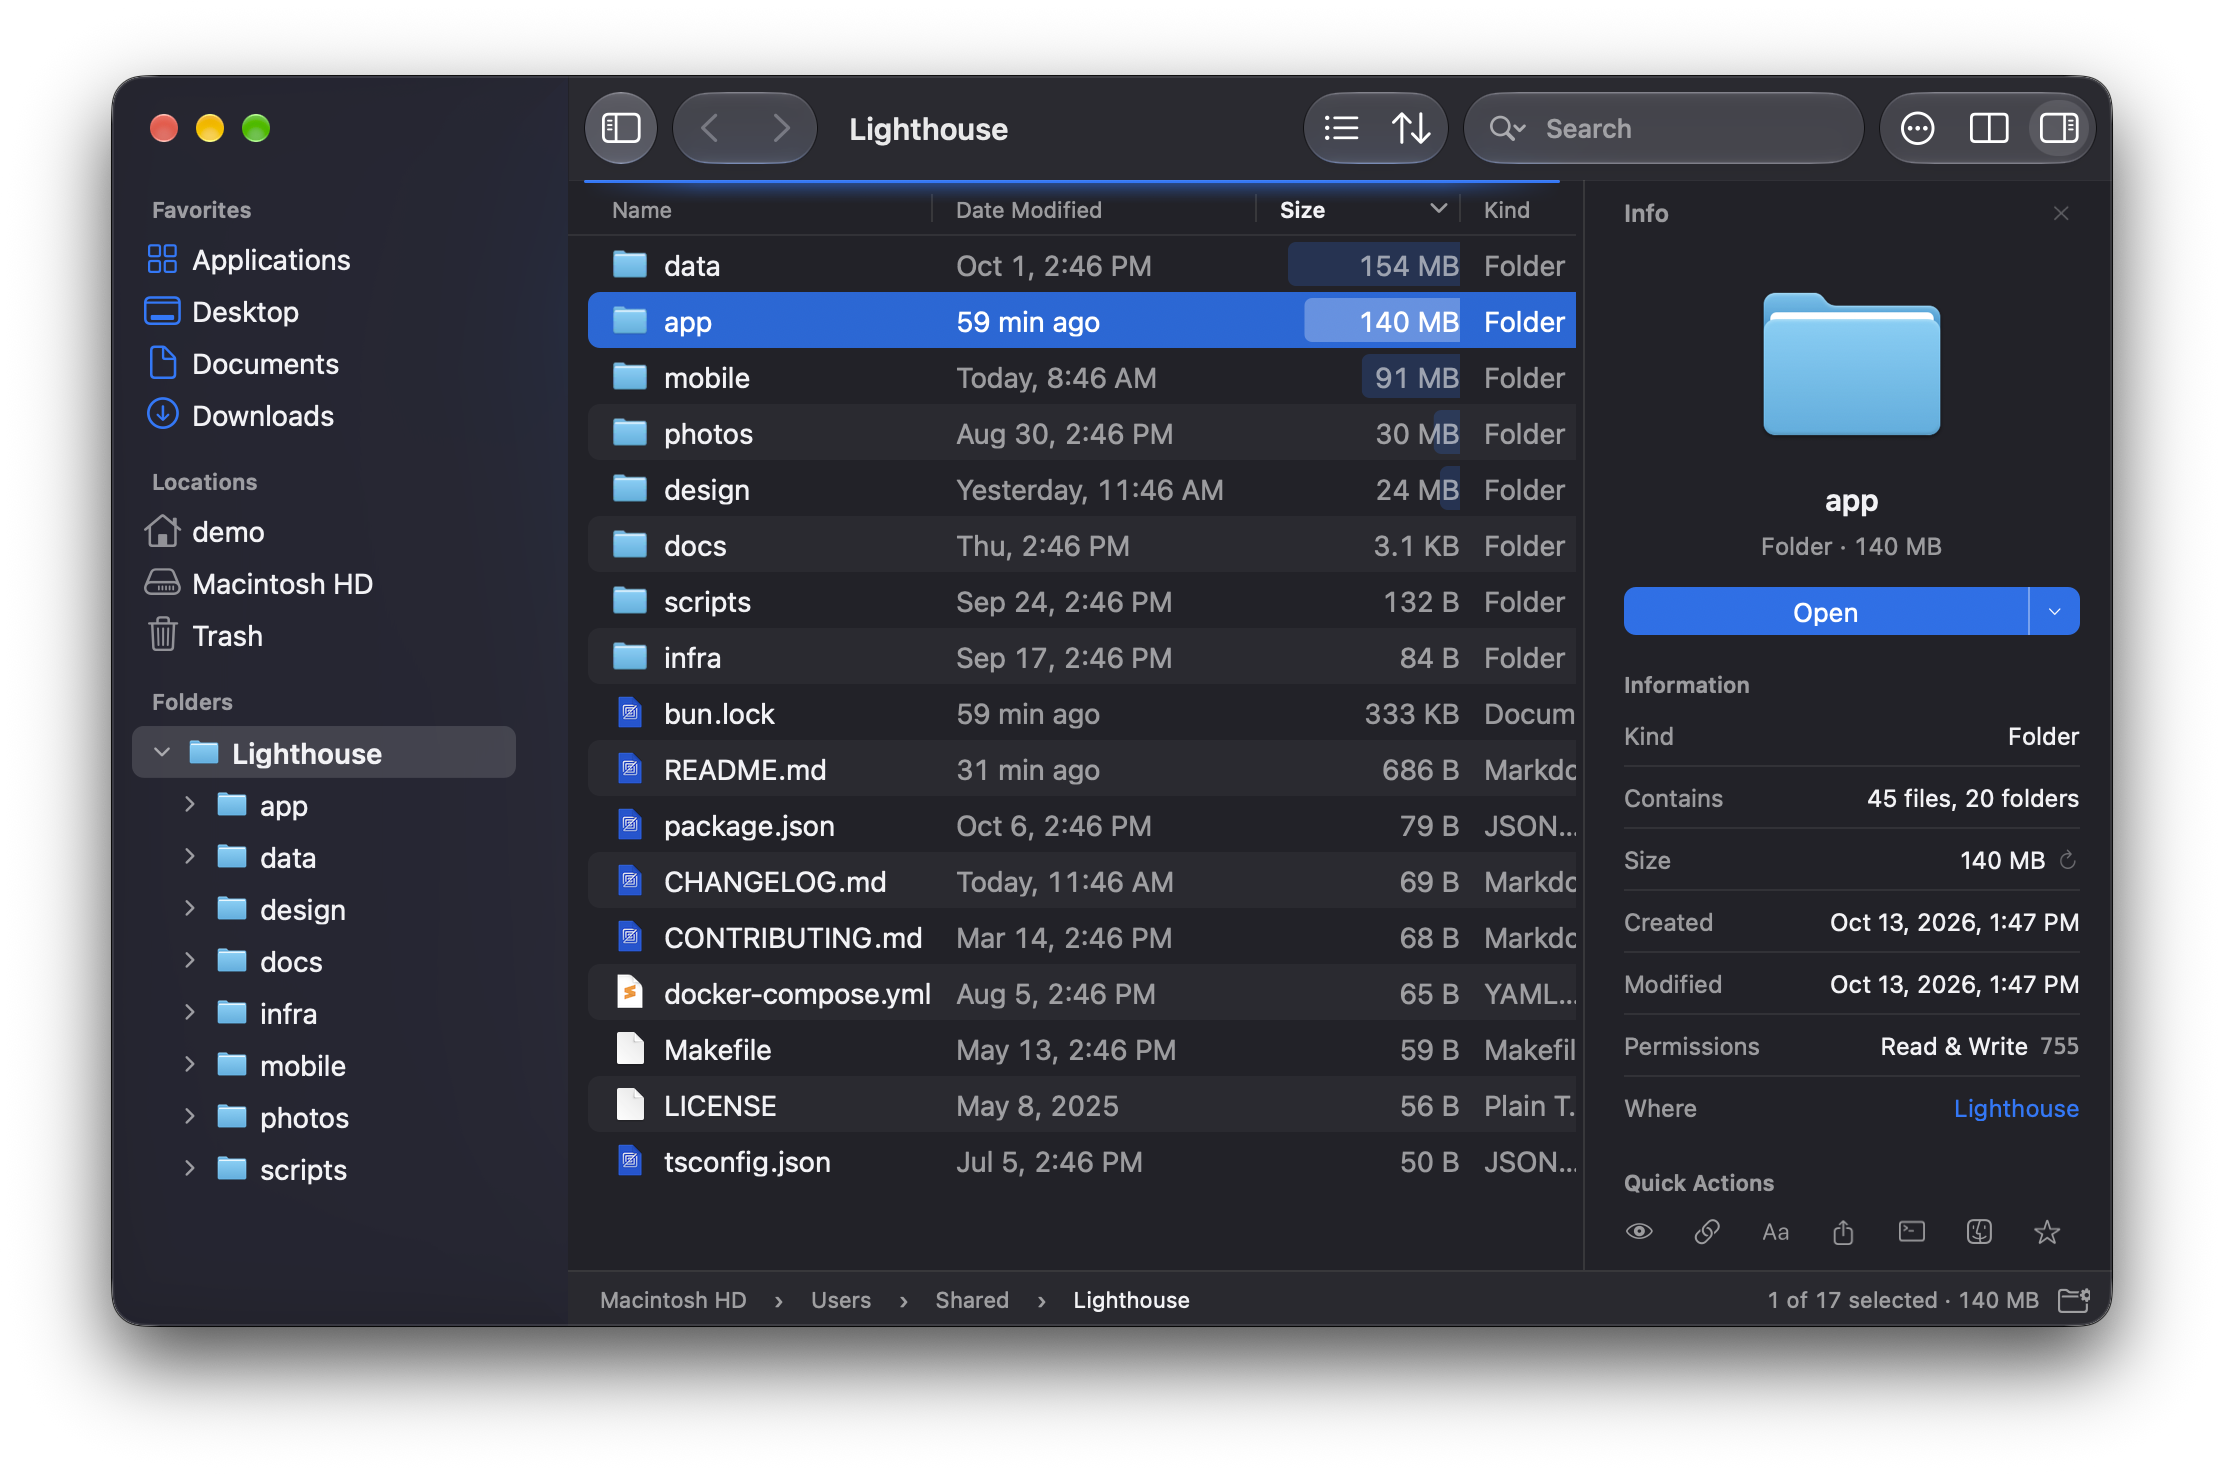 Lighthouse
Search
Favorites
Applications
Desktop
Documents
Downloads
Locations
demo
Macintosh HD
Trash
Folders
Lighthouse
app
data
design
docs
infra
mobile
photos
scripts
Name Date Modified Size Kind
data Oct 1, 2:46 PM 154 MB Folder
app 59 min ago 140 MB Folder
mobile Today, 8:46 AM 91 MB Folder
photos Aug 30, 2:46 PM 30 MB Folder
design Yesterday, 11:46 AM 24 MB Folder
docs Thu, 2:46 PM 3.1 KB Folder
scripts Sep 24, 2:46 PM 132 B Folder
infra Sep 17, 2:46 PM 84 B Folder
bun.lock 59 min ago 333 KB Docum
README.md 31 min ago 686 B Markdo
package.json Oct 6, 2:46 PM 79 B JSON...
CHANGELOG.md Today, 11:46 AM 69 B Markdo
CONTRIBUTING.md Mar 14, 2:46 PM 68 B Markdo
docker-compose.yml Aug 5, 2:46 PM 65 B YAML...
Makefile May 13, 2:46 PM 59 B Makefil
LICENSE May 8, 2025 56 B Plain T.
tsconfig.json Jul 5, 2:46 PM 50 B JSON...
Info
app
Folder · 140 MB
Open
Information
Kind Folder
Contains 45 files, 20 folders
Size 140 MB
Created Oct 13, 2026, 1:47 PM
Modified Oct 13, 2026, 1:47 PM
Permissions Read & Write 755
Where Lighthouse
Quick Actions
Aa
Macintosh HD › Users › Shared › Lighthouse
1 of 17 selected · 140 MB